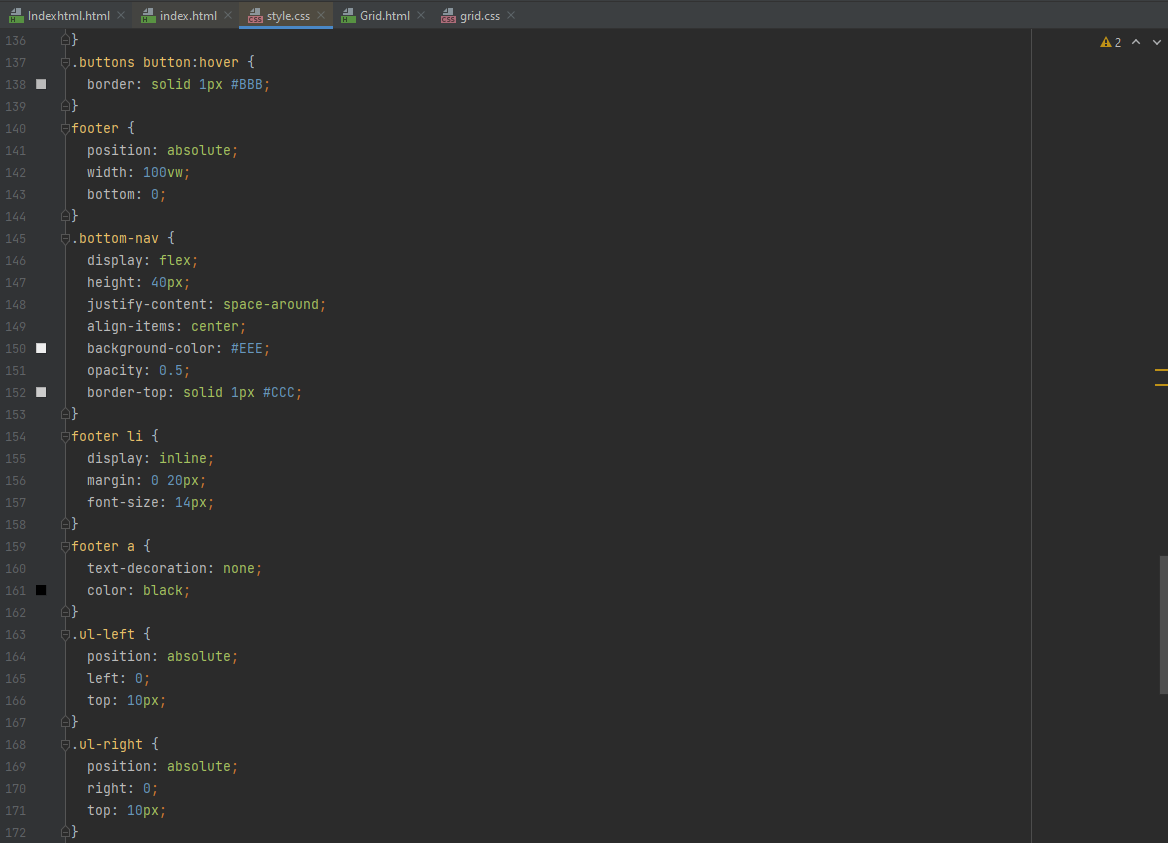 Indexhtml.html index.html style.css Grid.html grid.css
2
136 }
137 .buttons button:hover {
138 border: solid 1px #BBB;
139 }
140 footer {
141 position: absolute;
142 width: 100vw;
143 bottom: 0;
144 }
145 .bottom-nav {
146 display: flex;
147 height: 40px;
148 justify-content: space-around;
149 align-items: center;
150 background-color: #EEE;
151 opacity: 0.5;
152 border-top: solid 1px #CCC;
153 }
154 footer li {
155 display: inline;
156 margin: 0 20px;
157 font-size: 14px;
158 }
159 footer a {
160 text-decoration: none;
161 color: black;
162 }
163 .ul-left {
164 position: absolute;
165 left: 0;
166 top: 10px;
167 }
168 .ul-right {
169 position: absolute;
170 right: 0;
171 top: 10px;
172 }